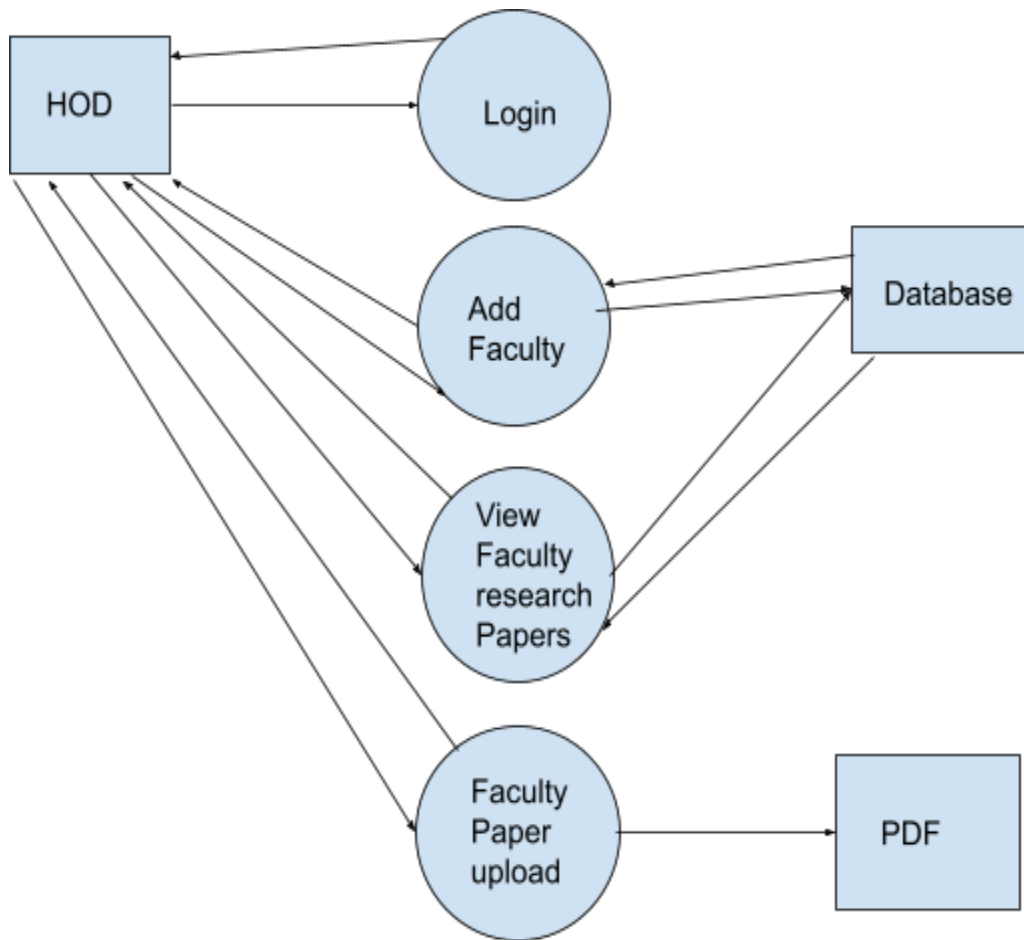 HOD
Login
Add
Faculty
Database
View
Faculty
research
Papers
Faculty
Paper
upload
PDF